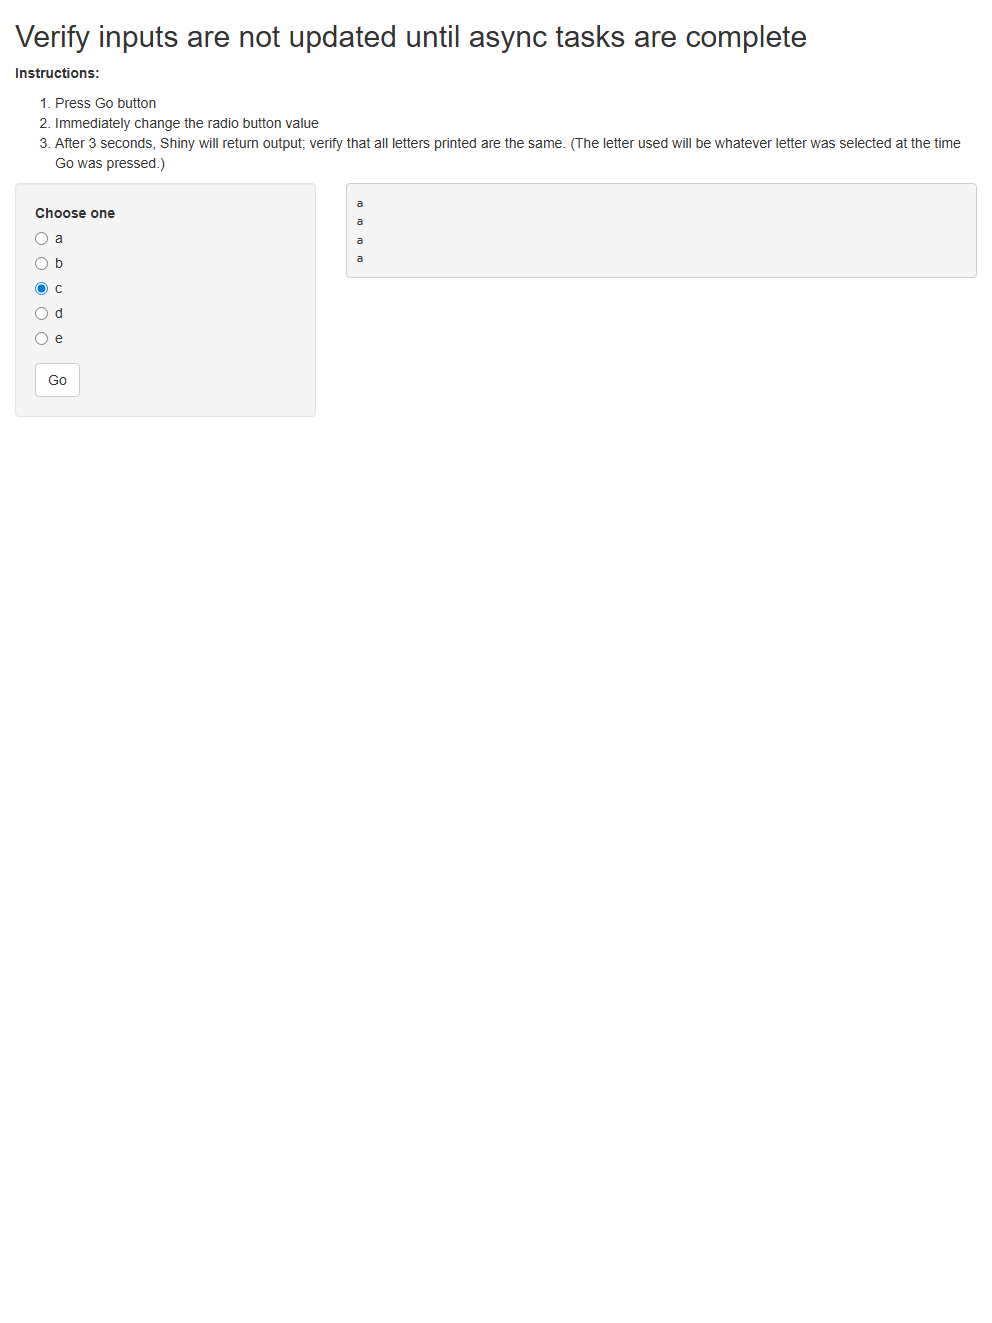 Verify inputs are not updated until async tasks are complete
Instructions:
1. Press Go button
2. Immediately change the radio button value
3. After 3 seconds, Shiny will return output; verify that all letters printed are the same. (The letter used will be whatever letter was selected at the time
Go was pressed.)
Choose one
a
b
c
d
e
Go
a
a
a
a